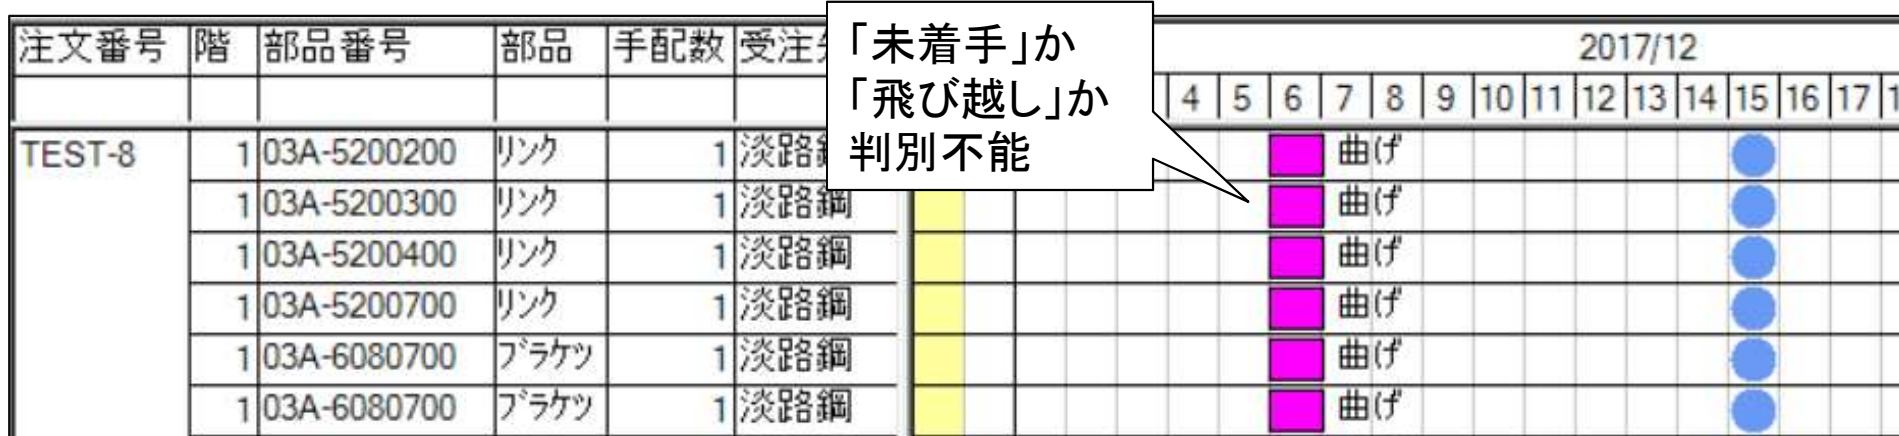 注文番号 階 部品番号 部品 手配数 受注 2017/12
4 5 6 7 8 9 10 11 12 13 14 15 16 17 1
「未着手」か
「飛び越し」か
判別不能
TEST-8 1 03A-5200200 ﾘﾝｸ 1 淡路 曲げ
1 03A-5200300 ﾘﾝｸ 1 淡路鋼 曲げ
1 03A-5200400 ﾘﾝｸ 1 淡路鋼 曲げ
1 03A-5200700 ﾘﾝｸ 1 淡路鋼 曲げ
1 03A-6080700 ﾌﾞﾗｹﾂ 1 淡路鋼 曲げ
1 03A-6080700 ﾌﾞﾗｹﾂ 1 淡路鋼 曲げ